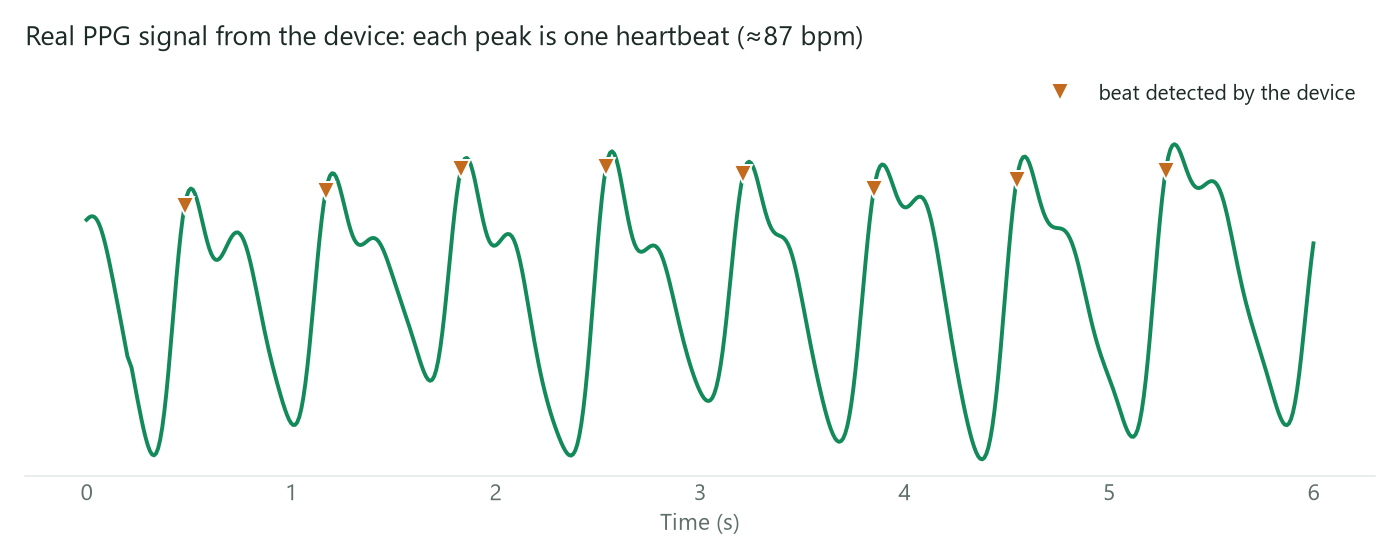 Real PPG signal from the device: each peak is one heartbeat (≈87 bpm)
beat detected by the device
0 1 2 3 4 5 6
Time (s)